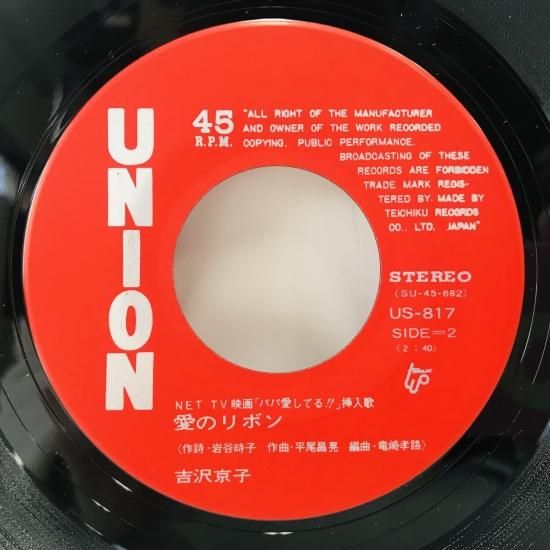 UNION
45
R.P.M.
"ALL RIGHT OF THE MANUFACTURER
AND OWNER OF THE WORK RECORDED
COPYING. PUBLIC PERFORMANCE.
BROADCASTING OF THESE
RECORDS ARE FORBIDDEN
TRADE MARK REGIS-
TERED BY MADE BY
TEICHIKU RECORDS
CO., LTD. JAPAN"
STEREO
(SU-45-682)
US-817
SIDE=2
(2:40)
NET TV映画「パパ愛してる!!」挿入歌
愛のリボン
(作詩・岩谷時子 作曲・平尾昌晃 編曲・竜崎孝路)
吉沢京子